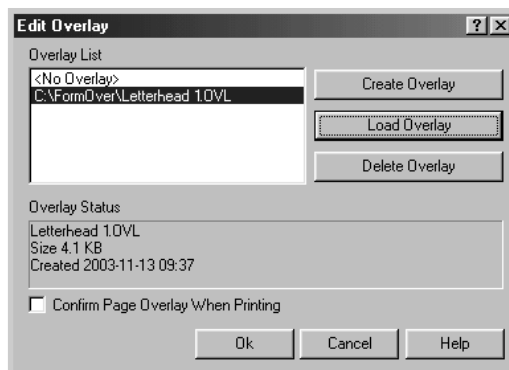 Edit Overlay
Overlay List
<No Overlay>
C:\FormOver\Letterhead 1.OVL
Create Overlay
Load Overlay
Delete Overlay
Overlay Status
Letterhead 1.OVL
Size 4.1 KB
Created 2003-11-13 09:37
Confirm Page Overlay When Printing
Ok
Cancel
Help